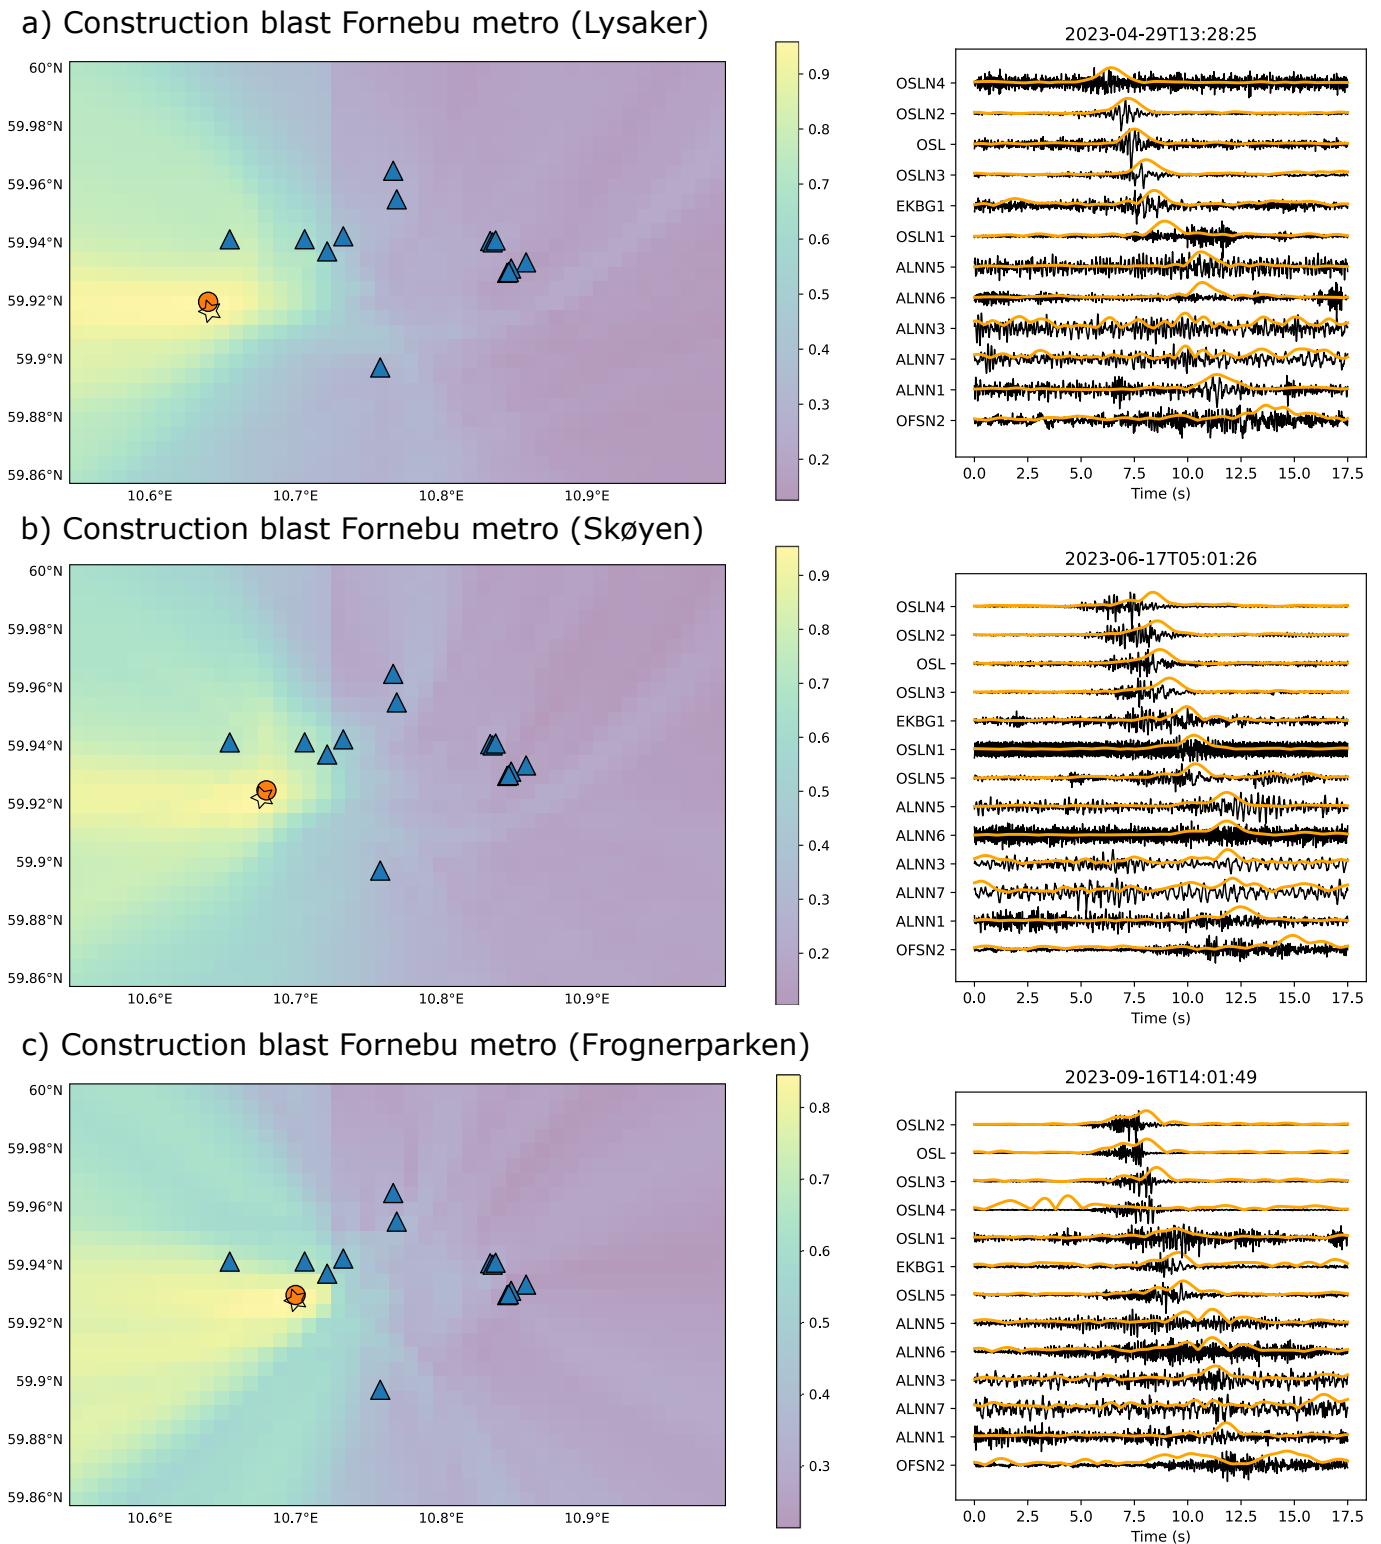 a) Construction blast Fornebu metro (Lysaker)
60°N
59.98°N
59.96°N
59.94°N
59.92°N
59.9°N
59.88°N
59.86°N
10.6°E 10.7°E 10.8°E 10.9°E
0.9
0.8
0.7
0.6
0.5
0.4
0.3
0.2
2023-04-29T13:28:25
OSLN4
OSLN2
OSL
OSLN3
EKBG1
OSLN1
ALNN5
ALNN6
ALNN3
ALNN7
ALNN1
OFSN2
0.0 2.5 5.0 7.5 10.0 12.5 15.0 17.5
Time (s)
b) Construction blast Fornebu metro (Skøyen)
60°N
59.98°N
59.96°N
59.94°N
59.92°N
59.9°N
59.88°N
59.86°N
10.6°E 10.7°E 10.8°E 10.9°E
0.9
0.8
0.7
0.6
0.5
0.4
0.3
0.2
2023-06-17T05:01:26
OSLN4
OSLN2
OSL
OSLN3
EKBG1
OSLN1
OSLN5
ALNN5
ALNN6
ALNN3
ALNN7
ALNN1
OFSN2
0.0 2.5 5.0 7.5 10.0 12.5 15.0 17.5
Time (s)
c) Construction blast Fornebu metro (Frognerparken)
60°N
59.98°N
59.96°N
59.94°N
59.92°N
59.9°N
59.88°N
59.86°N
10.6°E 10.7°E 10.8°E 10.9°E
0.8
0.7
0.6
0.5
0.4
0.3
2023-09-16T14:01:49
OSLN2
OSL
OSLN3
OSLN4
OSLN1
EKBG1
OSLN5
ALNN5
ALNN6
ALNN3
ALNN7
ALNN1
OFSN2
0.0 2.5 5.0 7.5 10.0 12.5 15.0 17.5
Time (s)